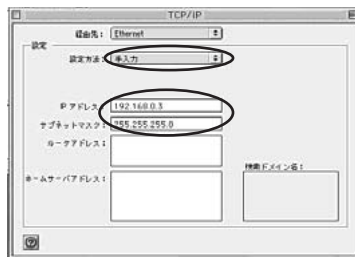 TCP/IP
経由先： Ethernet
設定
設定方法： 手入力
IP アドレス： 192.168.0.3
サブネットマスク： 255.255.255.0
ルータアドレス：
検索ドメイン名：
ネームサーバアドレス：
?